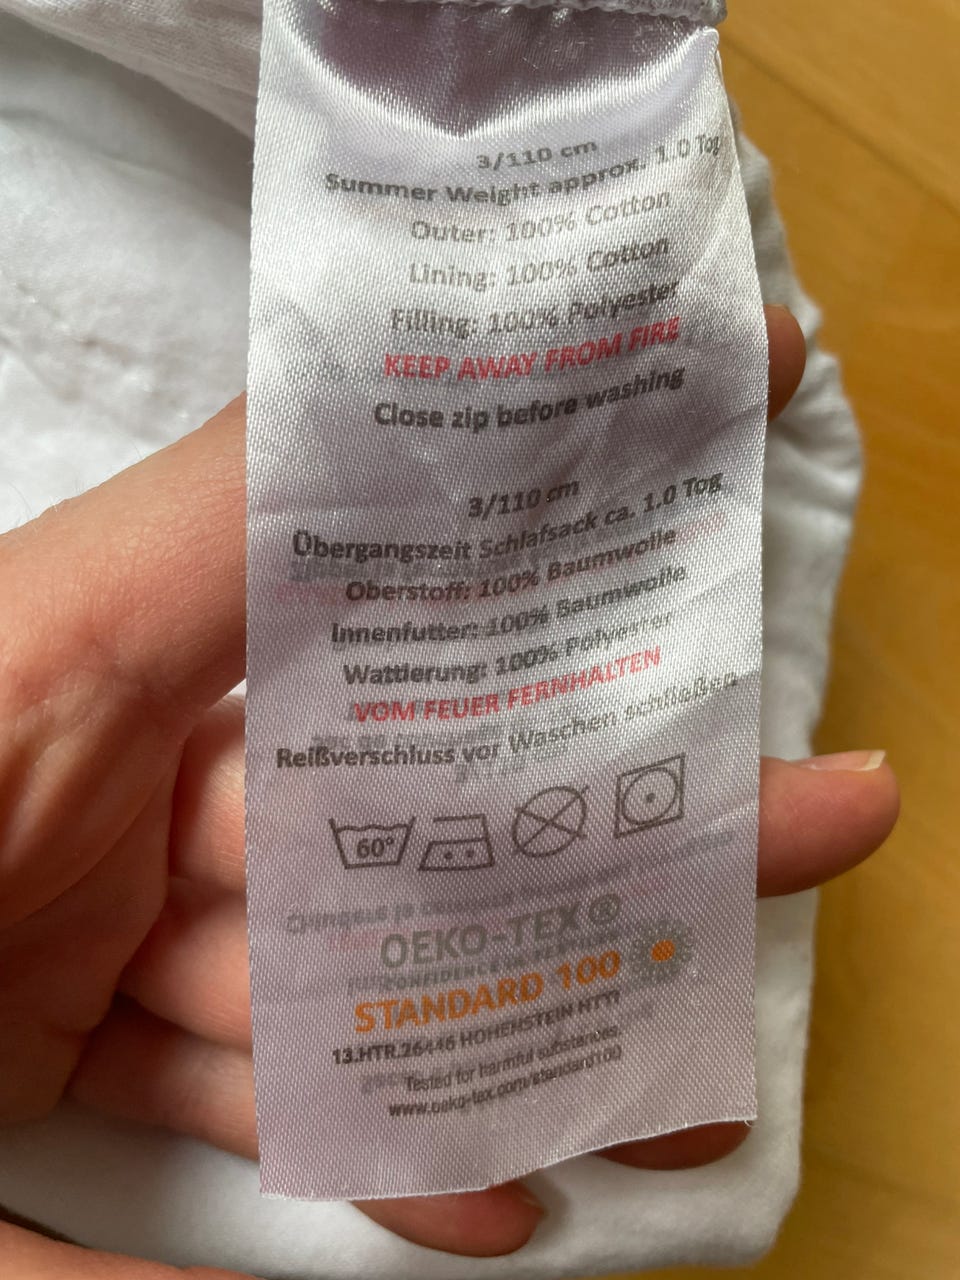 3/110 cm
Summer Weight approx. 1.0 Tog
Outer: 100% Cotton
Lining: 100% Cotton
Filling: 100% Polyester
KEEP AWAY FROM FIRE
Close zip before washing
3/110 cm
Übergangszeit Schlafsack ca. 1.0 Tog
Oberstoff: 100% Baumwolle
Innenfutter: 100% Baumwolle
Wattierung: 100% Polyester
VOM FEUER FERNHALTEN
Reißverschluss vor Waschen schließen
60°
OEKO-TEX ®
CONFIDENCE IN TEXTILES
STANDARD 100
13.HTR.26446 HOHENSTEIN HTTI
Tested for harmful substances.
www.oeko-tex.com/standard100